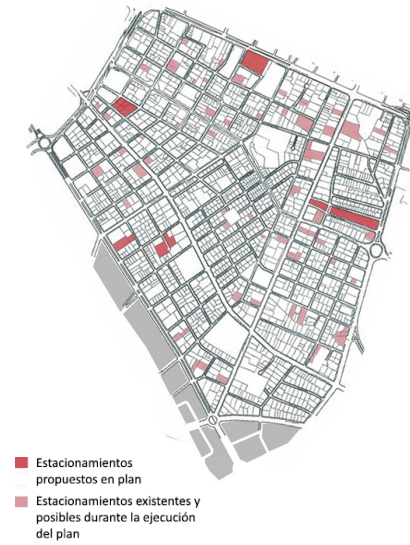 Estacionamientos
propuestos en plan
Estacionamientos existentes y
posibles durante la ejecución
del plan